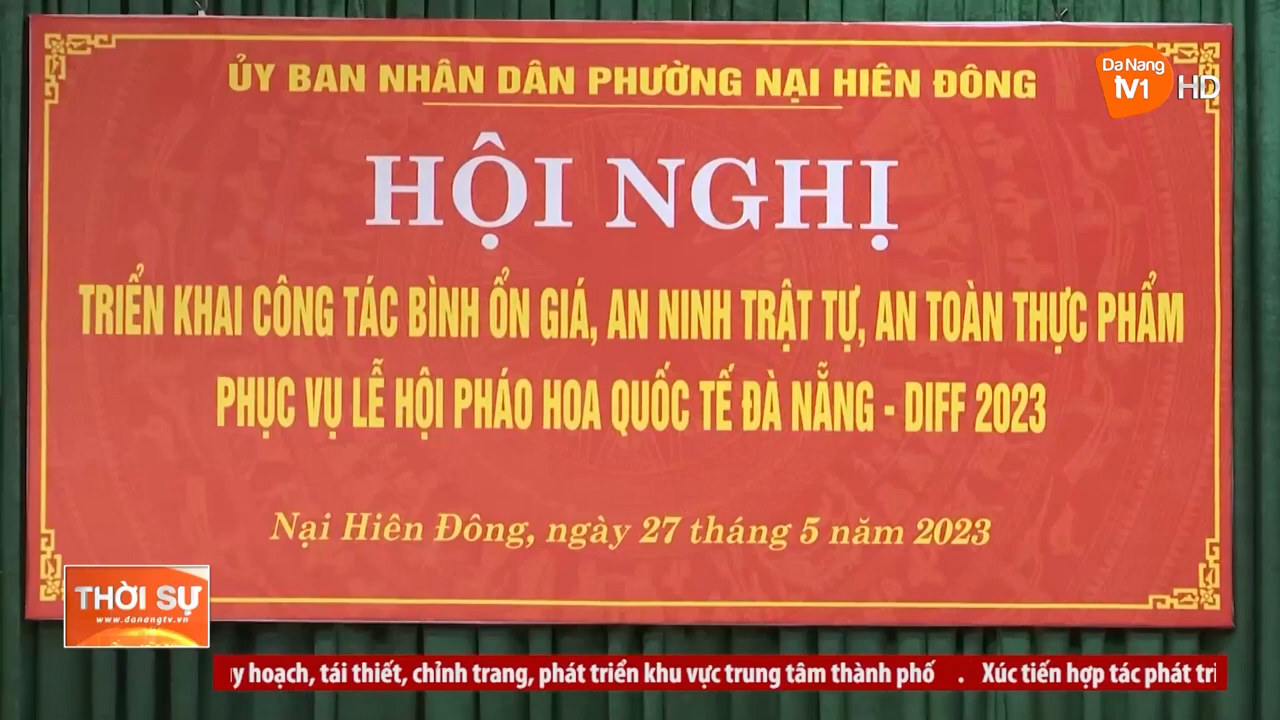 Da Nang
TV1 HD
ỦY BAN NHÂN DÂN PHƯỜNG NẠI HIÊN ĐÔNG
HỘI NGHỊ
TRIỂN KHAI CÔNG TÁC BÌNH ỔN GIÁ, AN NINH TRẬT TỰ, AN TOÀN THỰC PHẨM
PHỤC VỤ LỄ HỘI PHÁO HOA QUỐC TẾ ĐÀ NẴNG - DIFF 2023
Nại Hiên Đông, ngày 27 tháng 5 năm 2023
THỜI SỰ
www.danangtv.vn
hoạch, tái thiết, chỉnh trang, phát triển khu vực trung tâm thành phố . Xúc tiến hợp tác phát